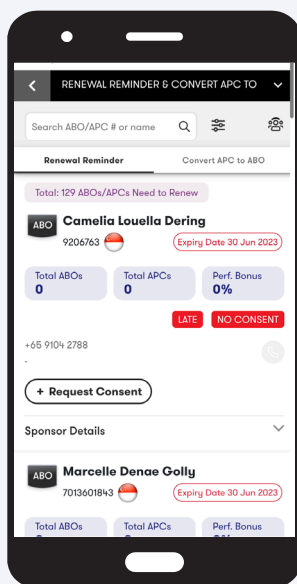 RENEWAL REMINDER & CONVERT APC TO
Search ABO/APC # or name
Renewal Reminder Convert APC to ABO
Total: 129 ABOs/APCs Need to Renew
ABO Camelia Louella Dering
9206763 Expiry Date 30 Jun 2023
Total ABOs Total APCs Perf. Bonus
0 0 0%
LATE NO CONSENT
+65 9104 2788
-
+ Request Consent
Sponsor Details
ABO Marcelle Denae Golly
7013601843 Expiry Date 30 Jun 2023
Total ABOs Total APCs Perf. Bonus